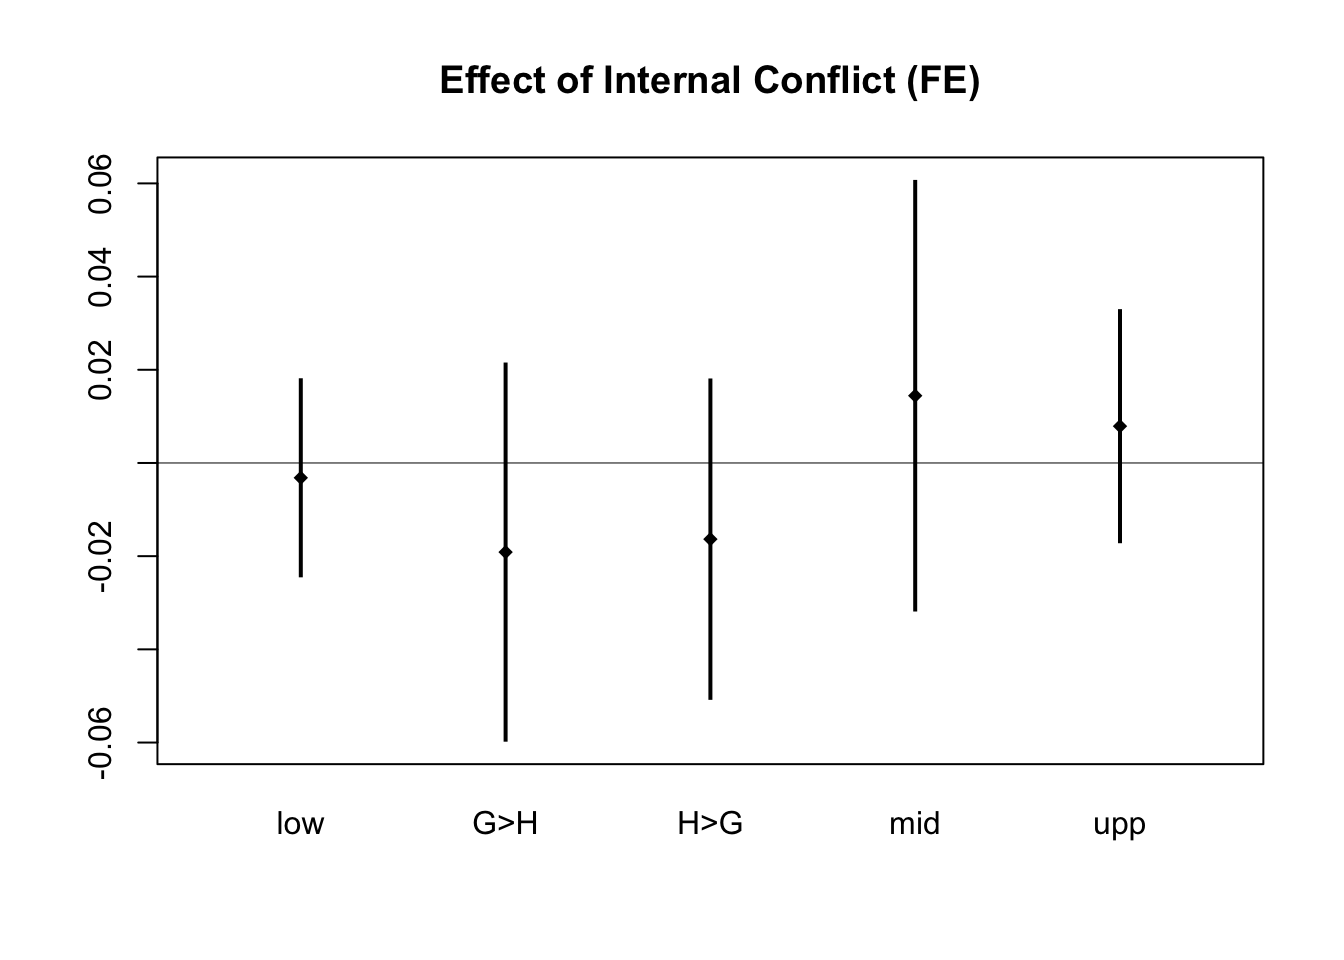 Effect of Internal Conflict (FE)
0.06
0.04
0.02
-0.02
-0.06
low G>H H>G mid upp